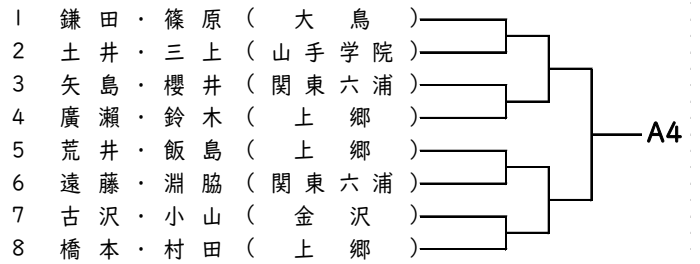 1 鎌田・篠原(大鳥)
2 土井・三上(山手学院)
3 矢島・櫻井(関東六浦)
4 廣瀬・鈴木(上郷)
5 荒井・飯島(上郷)
6 遠藤・淵脇(関東六浦)
7 古沢・小山(金沢)
8 橋本・村田(上郷)
A4